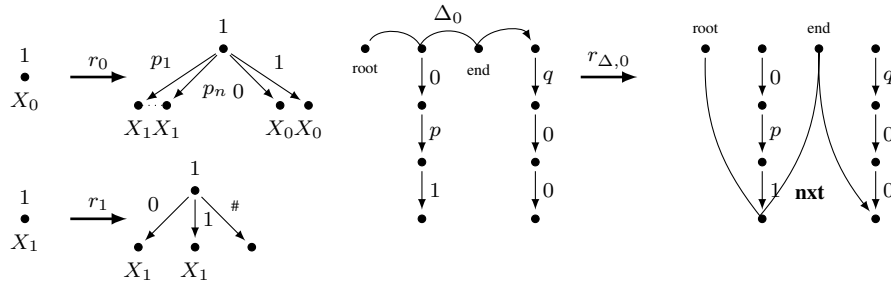 1
X₀
r₀
1
p₁
pₙ
0
1
X₁X₁
X₀X₀
1
X₁
r₁
1
0
1
#
X₁
X₁
Δ₀
root
end
0
p
1
q
0
0
r_{Δ,0}
root
end
0
p
1
nxt
q
0
0